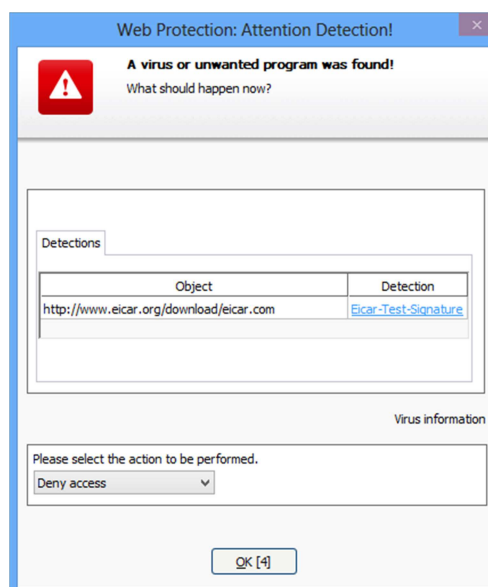 Web Protection: Attention Detection!
A virus or unwanted program was found!
What should happen now?
Detections
Object Detection
http://www.eicar.org/download/eicar.com Eicar-Test-Signature
Virus information
Please select the action to be performed.
Deny access
OK [4]